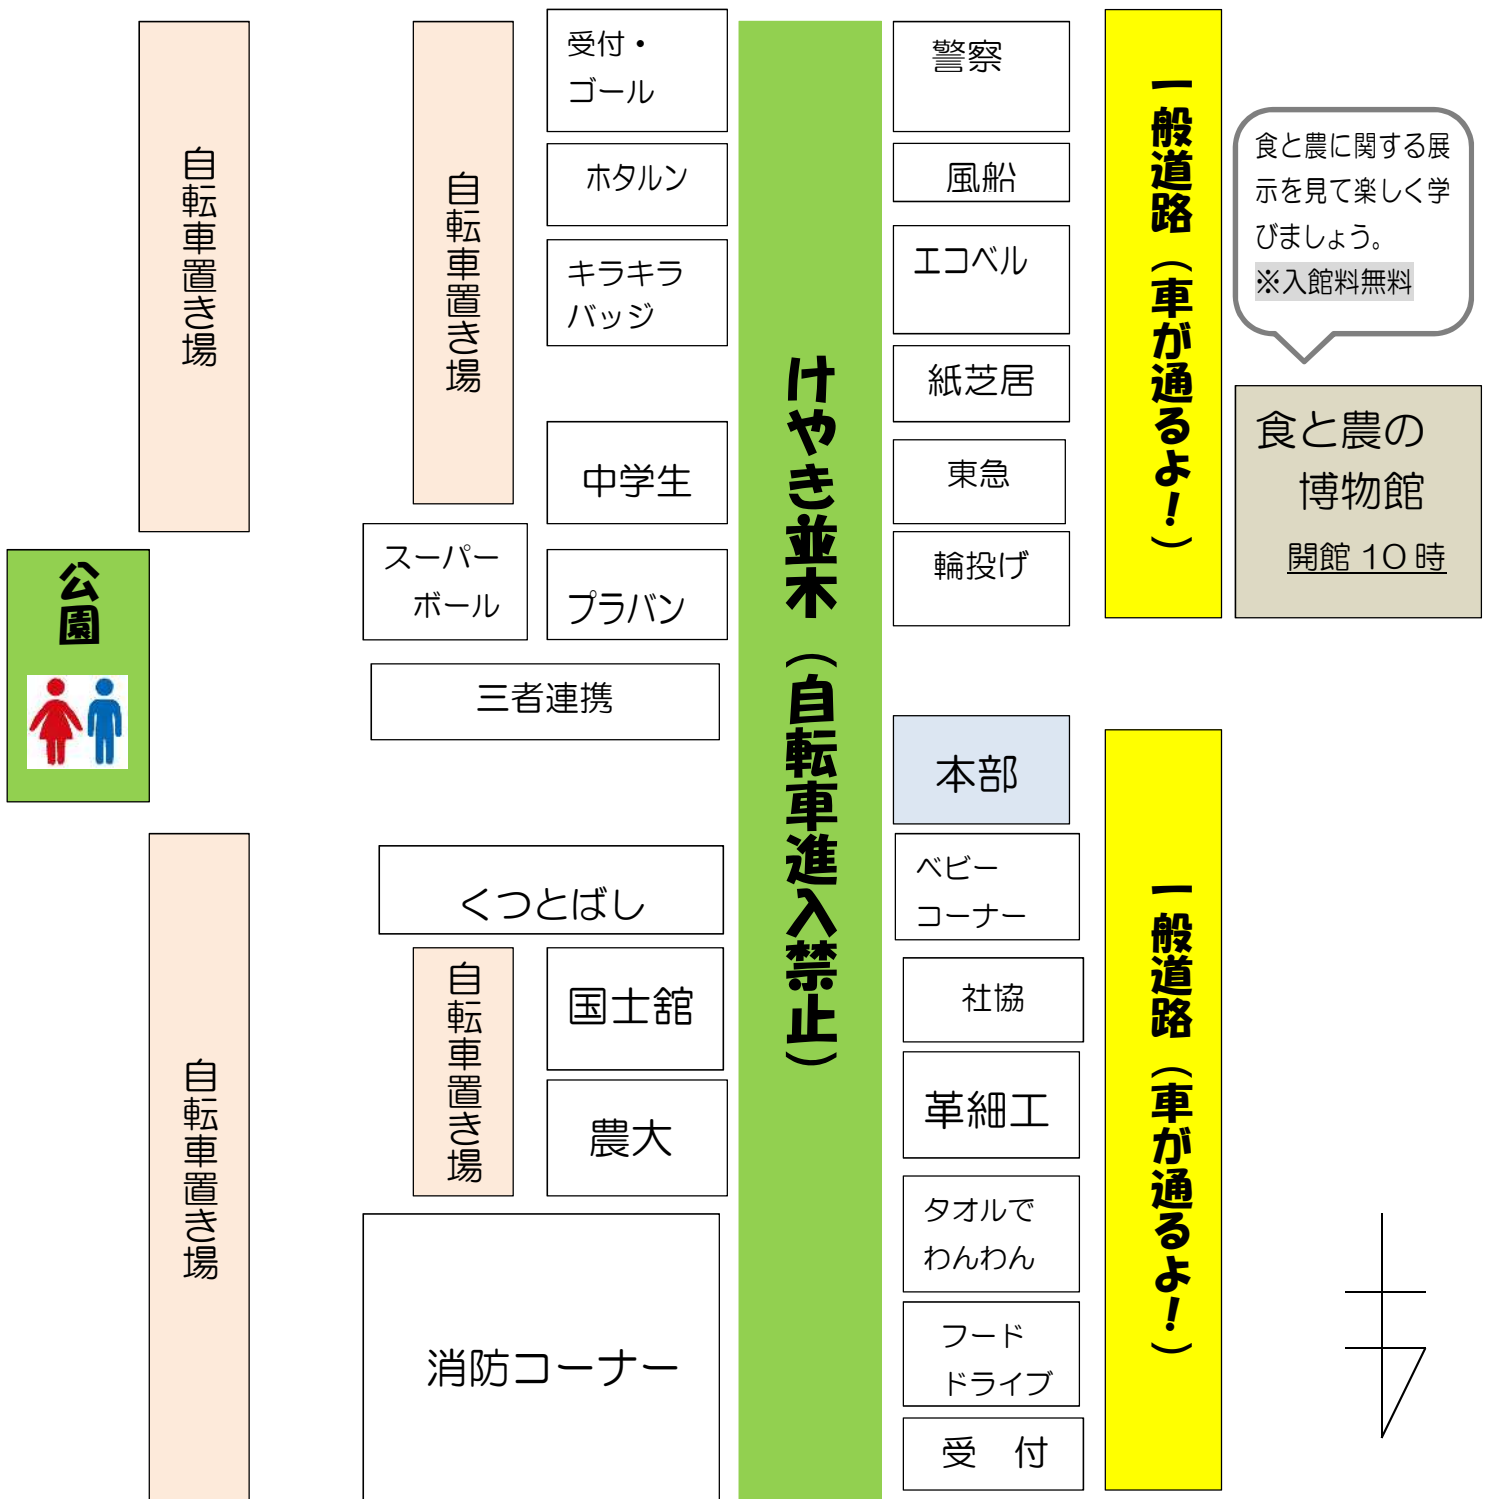 自転車置き場
自転車置き場
受付・
ゴール
ホタルン
キラキラ
バッジ
中学生
スーパー
ボール
プラバン
三者連携
公園
くつとばし
自転車置き場
自転車置き場
国士舘
農大
消防コーナー
けやき並木（自転車進入禁止）
警察
風船
エコベル
紙芝居
東急
輪投げ
本部
ベビー
コーナー
社協
革細工
タオルで
わんわん
フード
ドライブ
受　付
一般道路（車が通るよ！）
一般道路（車が通るよ！）
食と農に関する展
示を見て楽しく学
びましょう。
※入館料無料
食と農の
博物館
開館 10 時